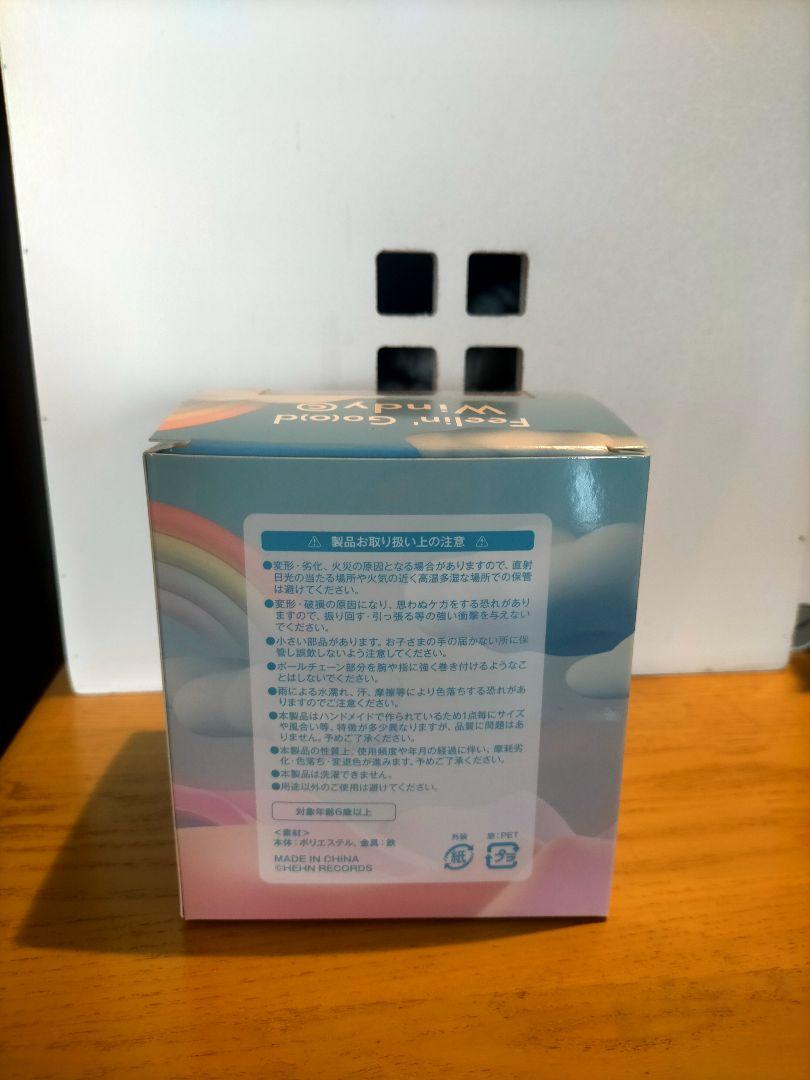 Feelin' Go(o)d
Windy©
⚠ 製品お取り扱い上の注意 ⚠
●変形・劣化、火災の原因となる場合がありますので、直射
日光の当たる場所や火気の近く高温多湿な場所での保管
は避けてください。
●変形・破損の原因になり、思わぬケガをする恐れがあり
ますので、振り回す・引っ張る等の強い衝撃を与えない
でください。
●小さい部品があります。お子さまの手の届かない所に保
管し誤飲しないよう注意してください。
●ボールチェーン部分を腕や指に強く巻き付けるようなこ
とはしないでください。
●雨による水濡れ、汗、摩擦等により色落ちする恐れがあ
りますのでご注意ください。
●本製品はハンドメイドで作られているため1点毎にサイズ
や風合い等、特徴が多少異なりますが、品質に問題はあ
りません。予めご了承ください。
●本製品の性質上、使用頻度や年月の経過に伴い、摩耗劣
化・色落ち・変退色が進みます。予めご了承ください。
●本製品は洗濯できません。
●用途以外のご使用は避けてください。
対象年齢6歳以上
<素材>
本体:ポリエステル、金具:鉄
MADE IN CHINA
©HEHN RECORDS
外装
紙
窓:PET
プラ